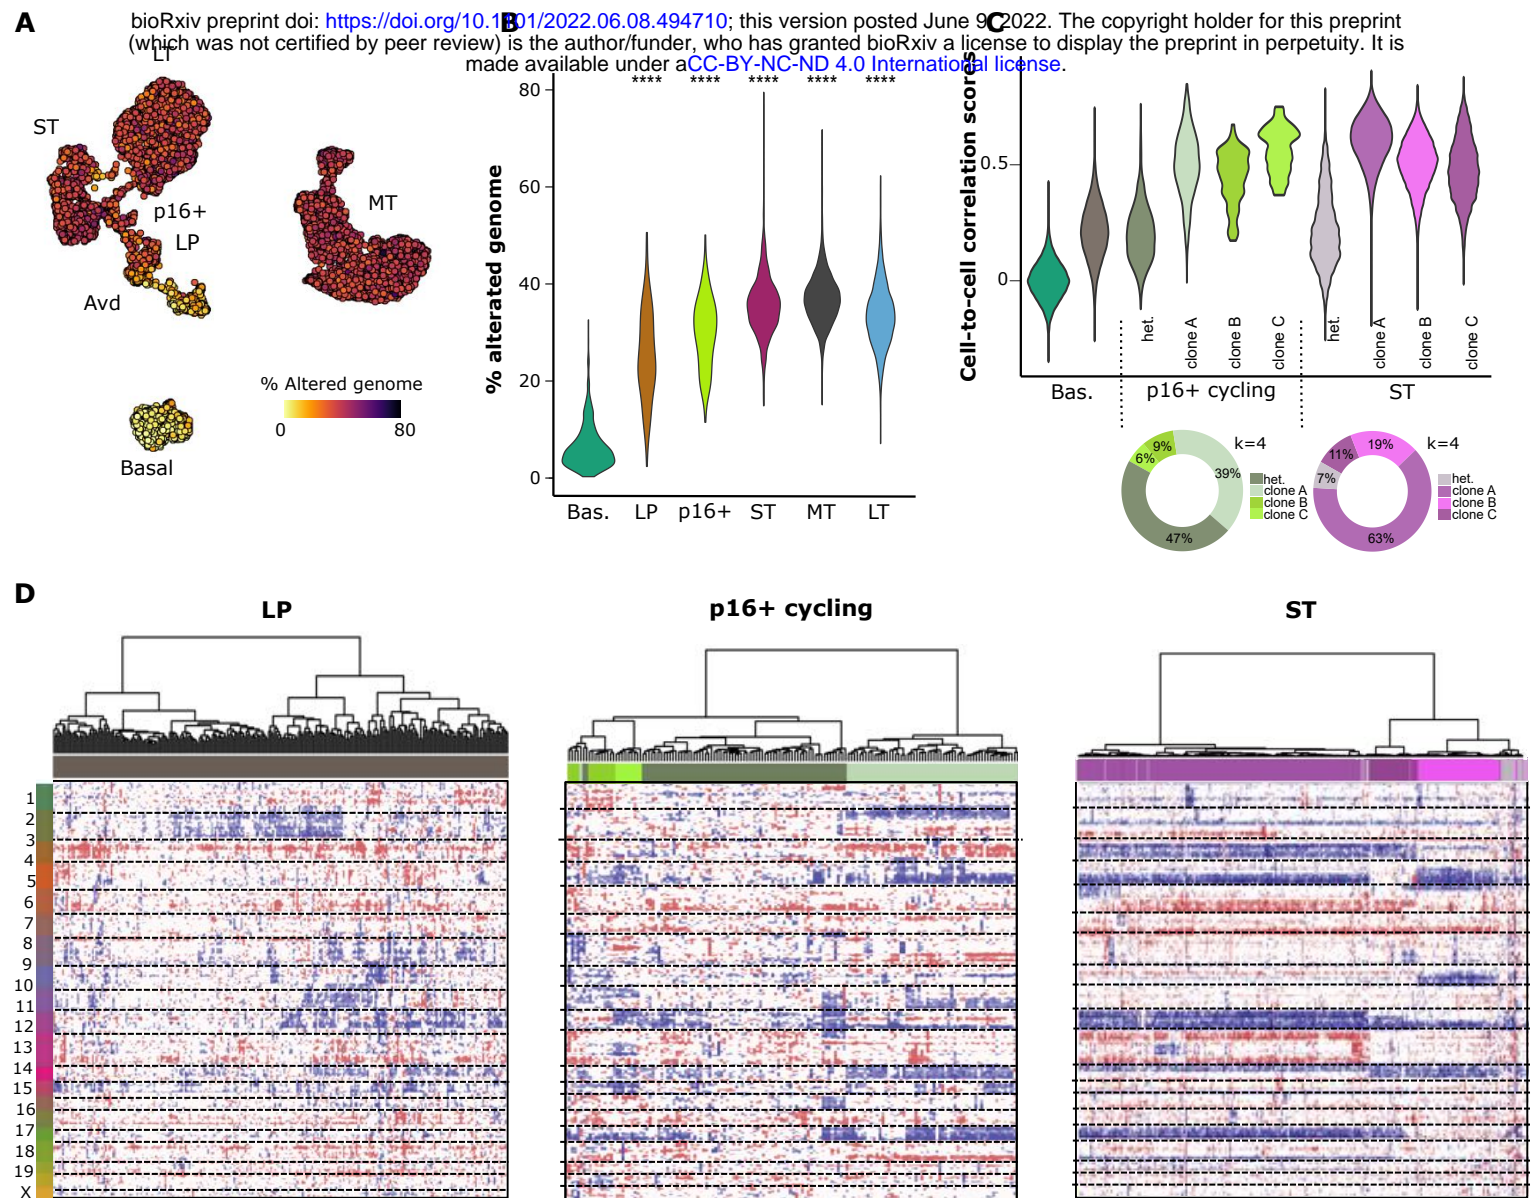 bioRxiv preprint doi: https://doi.org/10.1101/2022.06.08.494710; this version posted June 9, 2022. The copyright holder for this preprint
(which was not certified by peer review) is the author/funder, who has granted bioRxiv a license to display the preprint in perpetuity. It is
made available under aCC-BY-NC-ND 4.0 International license.
A
LT
ST
p16+
LP
MT
Avd
Basal
% Altered genome
0
80
B
% alterated genome
80
60
40
20
0
****
****
****
****
****
Bas.
LP
p16+
ST
MT
LT
C
Cell-to-cell correlation scores
0.5
0
het.
clone A
clone B
clone C
het.
clone A
clone B
clone C
Bas.
p16+ cycling
ST
9%
6%
39%
47%
k=4
het.
clone A
clone B
clone C
19%
11%
7%
63%
k=4
het.
clone A
clone B
clone C
D
LP
p16+ cycling
ST
1
2
3
4
5
6
7
8
9
10
11
12
13
14
15
16
17
18
19
X